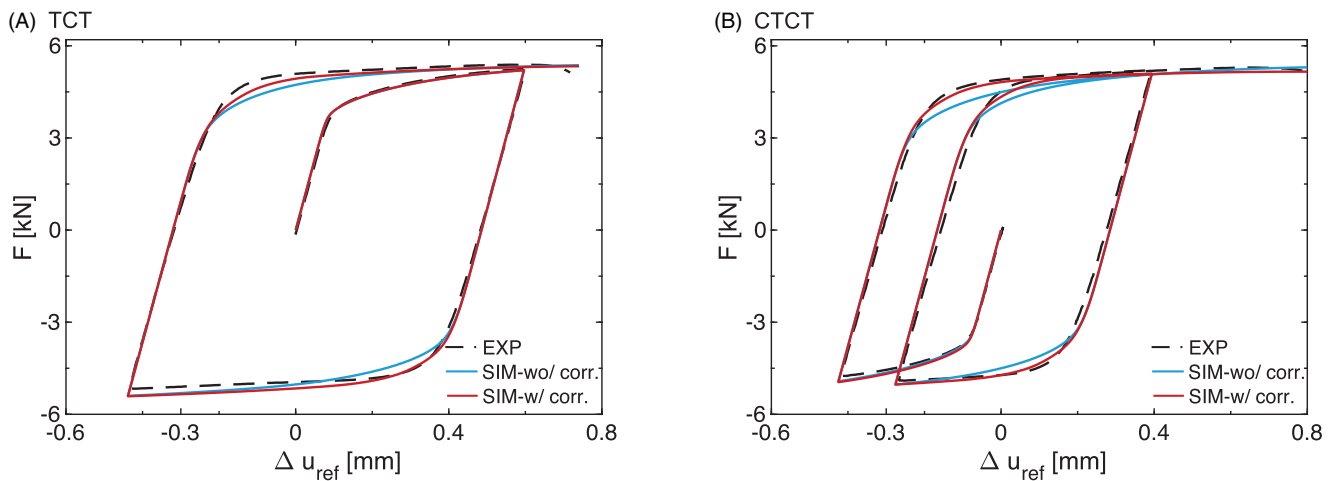 (A) TCT
6
3
0
-3
-6
F [kN]
EXP
SIM-wo/ corr.
SIM-w/ corr.
-0.6
-0.3
0
0.4
0.8
Δ u_ref [mm]
(B) CTCT
6
3
0
-3
-6
F [kN]
EXP
SIM-wo/ corr.
SIM-w/ corr.
-0.6
-0.3
0
0.4
0.8
Δ u_ref [mm]